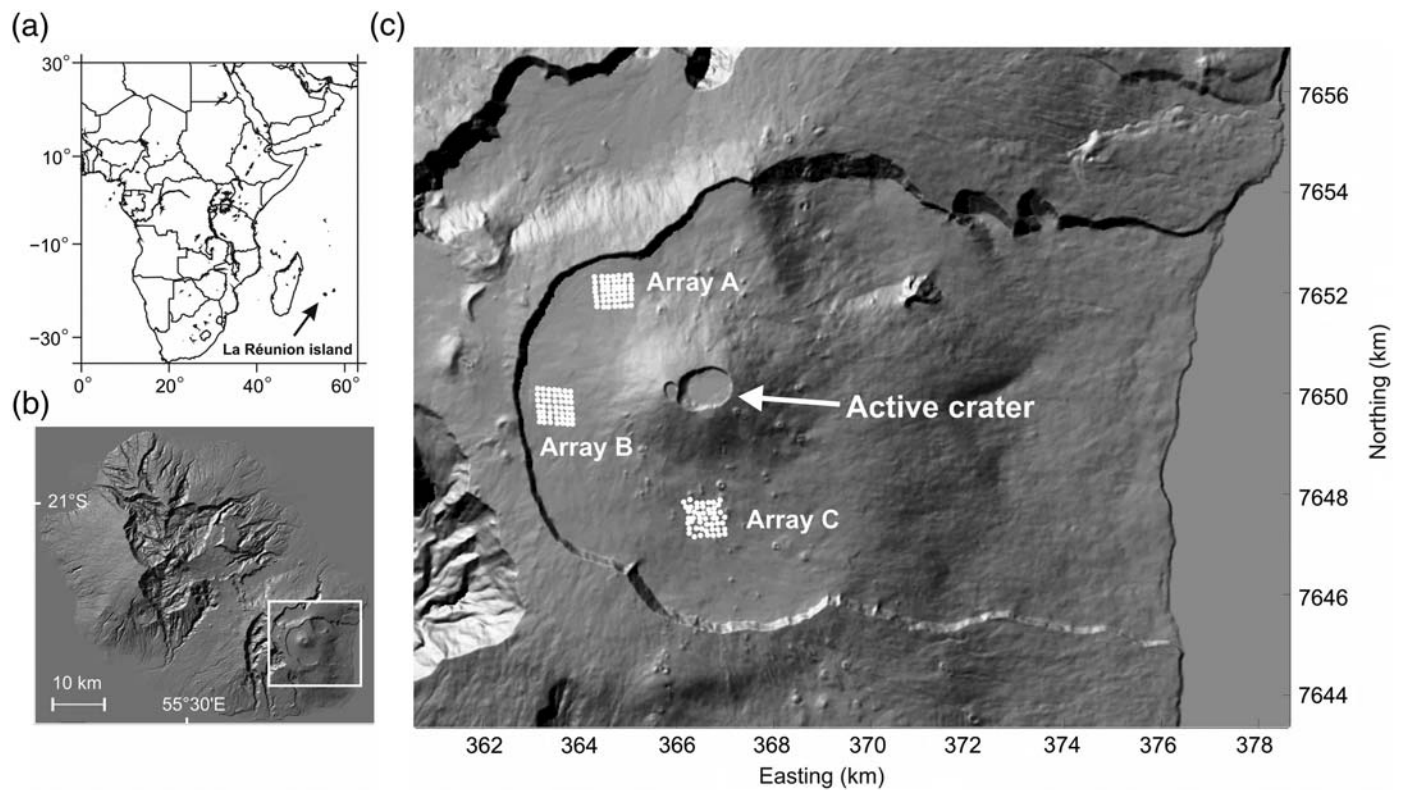 (a)
30°
10°
−10°
−30°
La Réunion island
0°
20°
40°
60°
(b)
21°S
10 km
55°30'E
(c)
Array A
Array B
Array C
Active crater
7656
7654
7652
7650
7648
7646
7644
Northing (km)
362
364
366
368
370
372
374
376
378
Easting (km)